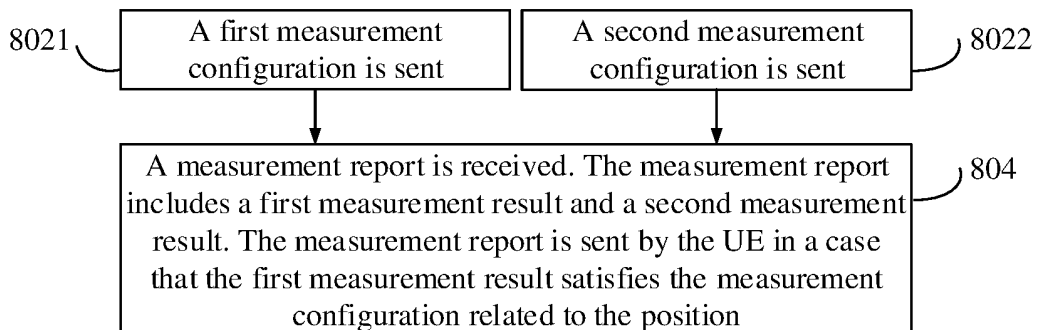 8021
A first measurement
configuration is sent
A second measurement
configuration is sent
8022
A measurement report is received. The measurement report
includes a first measurement result and a second measurement
result. The measurement report is sent by the UE in a case
that the first measurement result satisfies the measurement
configuration related to the position
804